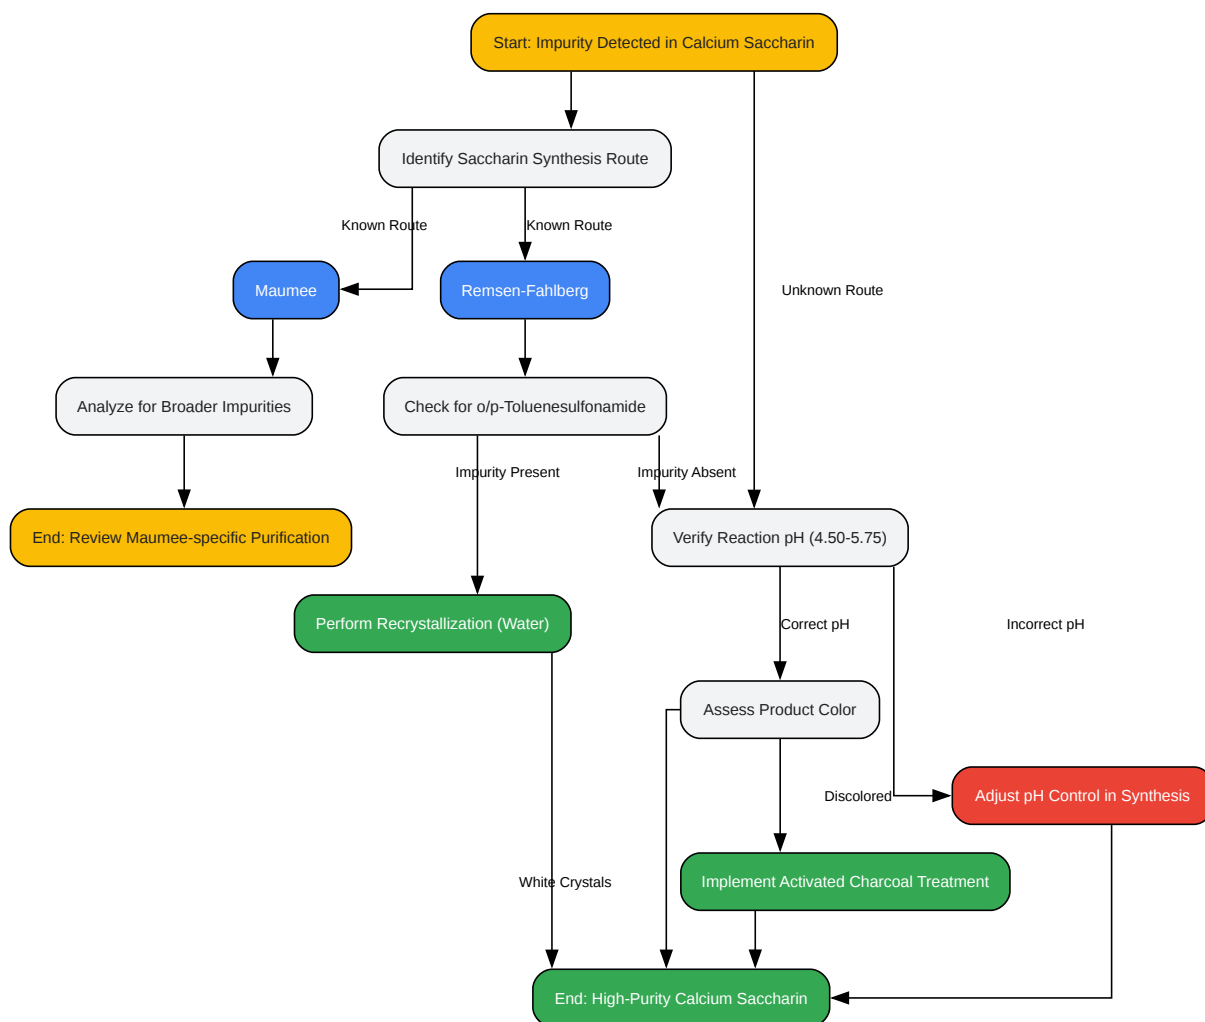 Start: Impurity Detected in Calcium Saccharin
Identify Saccharin Synthesis Route
Known Route
Known Route
Maumee
Remsen-Fahlberg
Unknown Route
Analyze for Broader Impurities
Check for o/p-Toluenesulfonamide
Impurity Present
Impurity Absent
End: Review Maumee-specific Purification
Verify Reaction pH (4.50-5.75)
Perform Recrystallization (Water)
Correct pH
Incorrect pH
Assess Product Color
Discolored
Adjust pH Control in Synthesis
White Crystals
Implement Activated Charcoal Treatment
End: High-Purity Calcium Saccharin